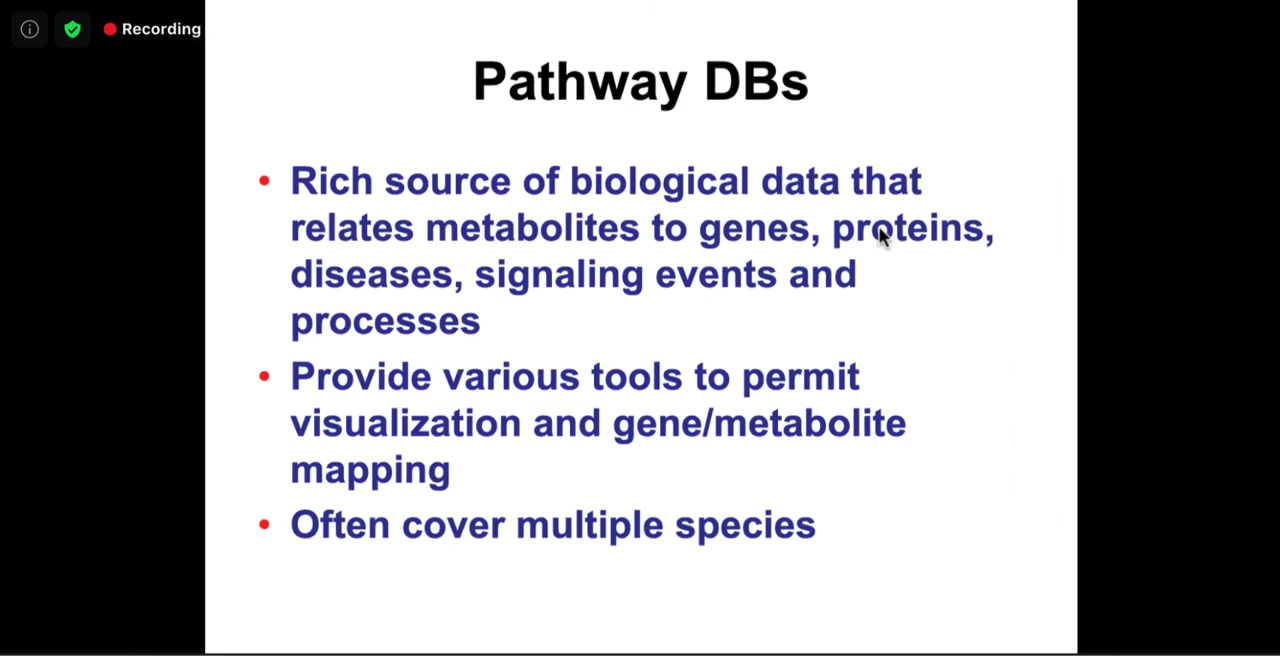 Recording
Pathway DBs
• Rich source of biological data that
relates metabolites to genes, proteins,
diseases, signaling events and
processes
• Provide various tools to permit
visualization and gene/metabolite
mapping
• Often cover multiple species